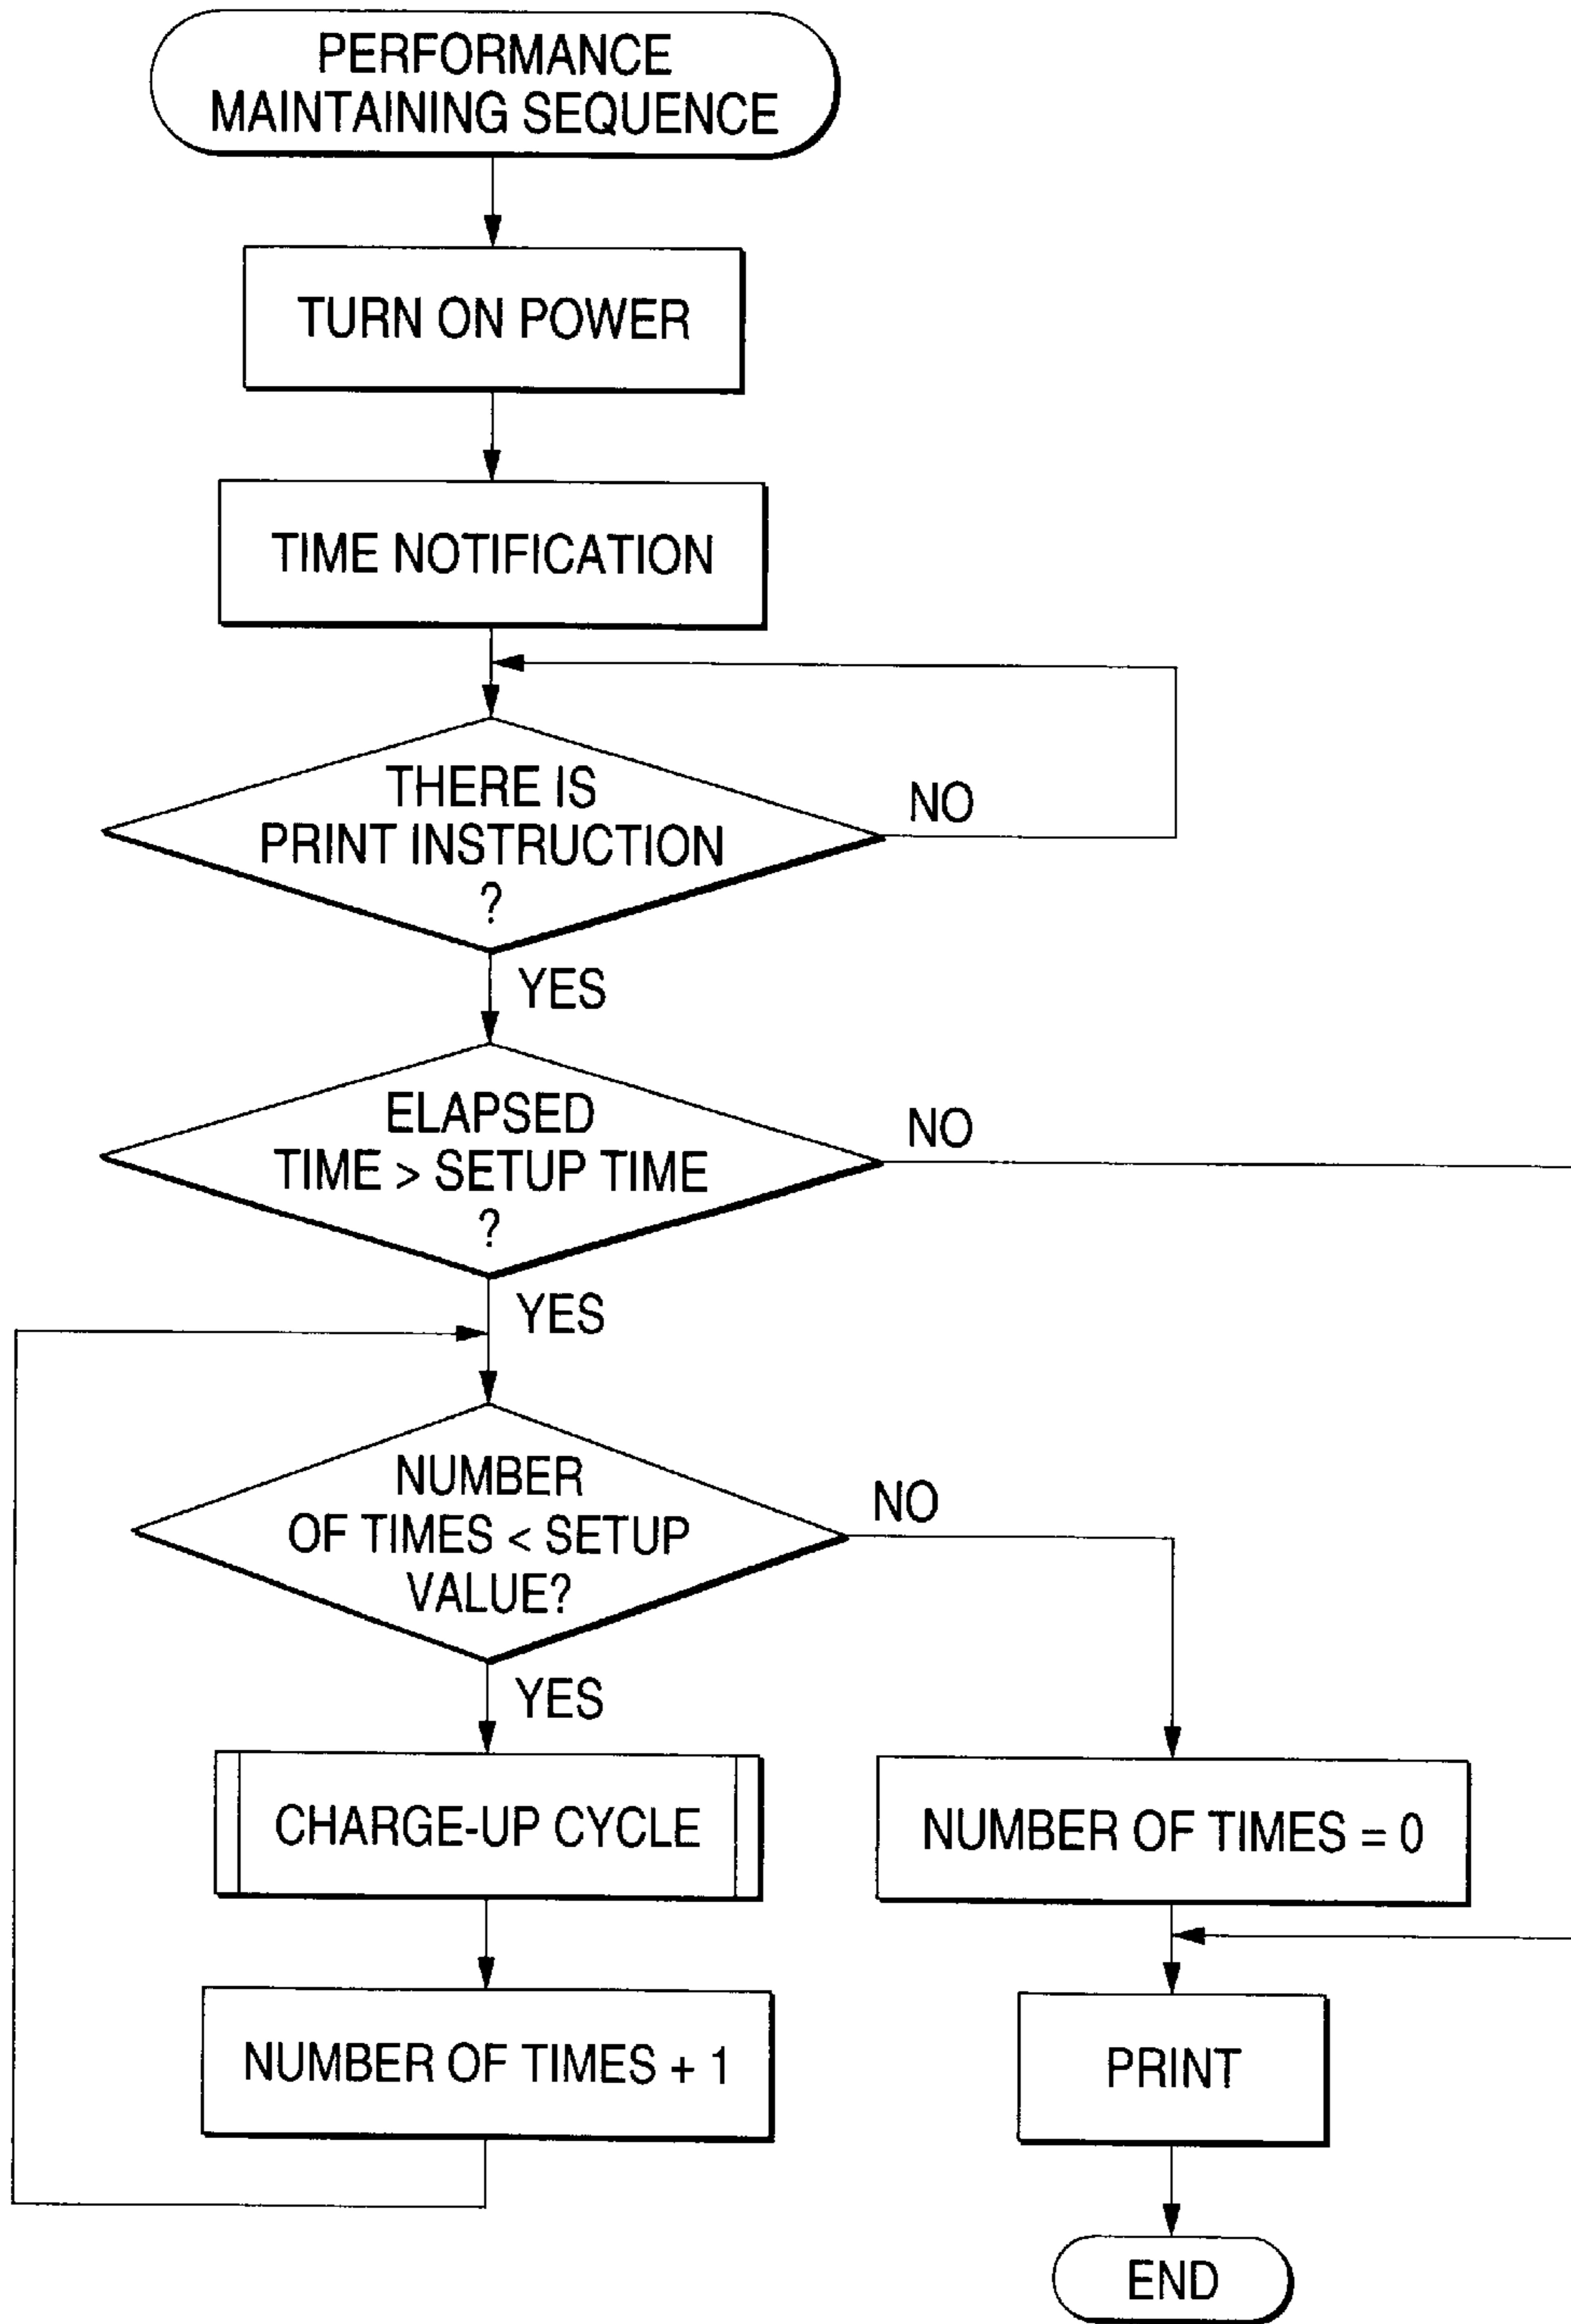 PERFORMANCE
MAINTAINING SEQUENCE
TURN ON POWER
TIME NOTIFICATION
THERE IS
PRINT INSTRUCTION
?
NO
YES
ELAPSED
TIME > SETUP TIME
?
NO
YES
NUMBER
OF TIMES < SETUP
VALUE?
NO
YES
CHARGE-UP CYCLE
NUMBER OF TIMES = 0
NUMBER OF TIMES + 1
PRINT
END